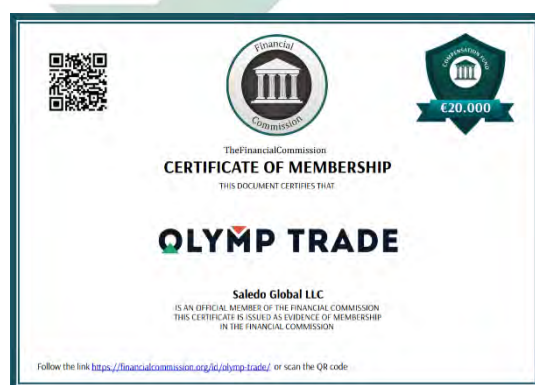 Financial
Commission
COMPENSATION FUND
€20.000
TheFinancialCommission
CERTIFICATE OF MEMBERSHIP
THIS DOCUMENT CERTIFIES THAT
OLYMP TRADE
Saledo Global LLC
IS AN OFFICIAL MEMBER OF THE FINANCIAL COMMISSION
THIS CERTIFICATE IS ISSUED AS EVIDENCE OF MEMBERSHIP
IN THE FINANCIAL COMMISSION
Follow the link https://financialcommission.org/id/olymp-trade/ or scan the QR code